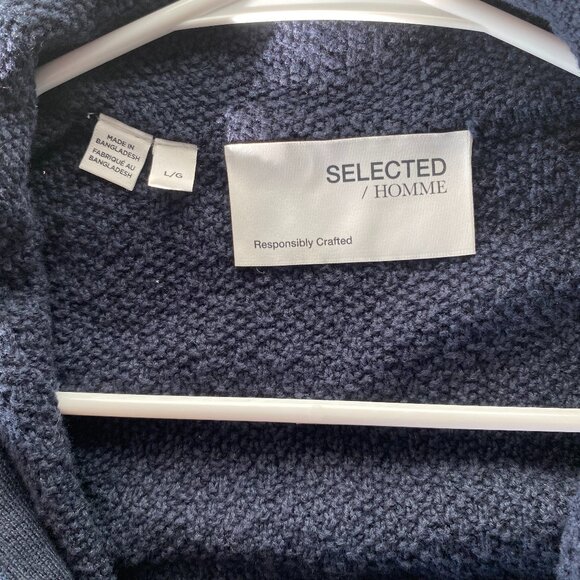 MADE IN
BANGLADESH
FABRIQUÉ AU
BANGLADESH
L/G
SELECTED
/ HOMME
Responsibly Crafted